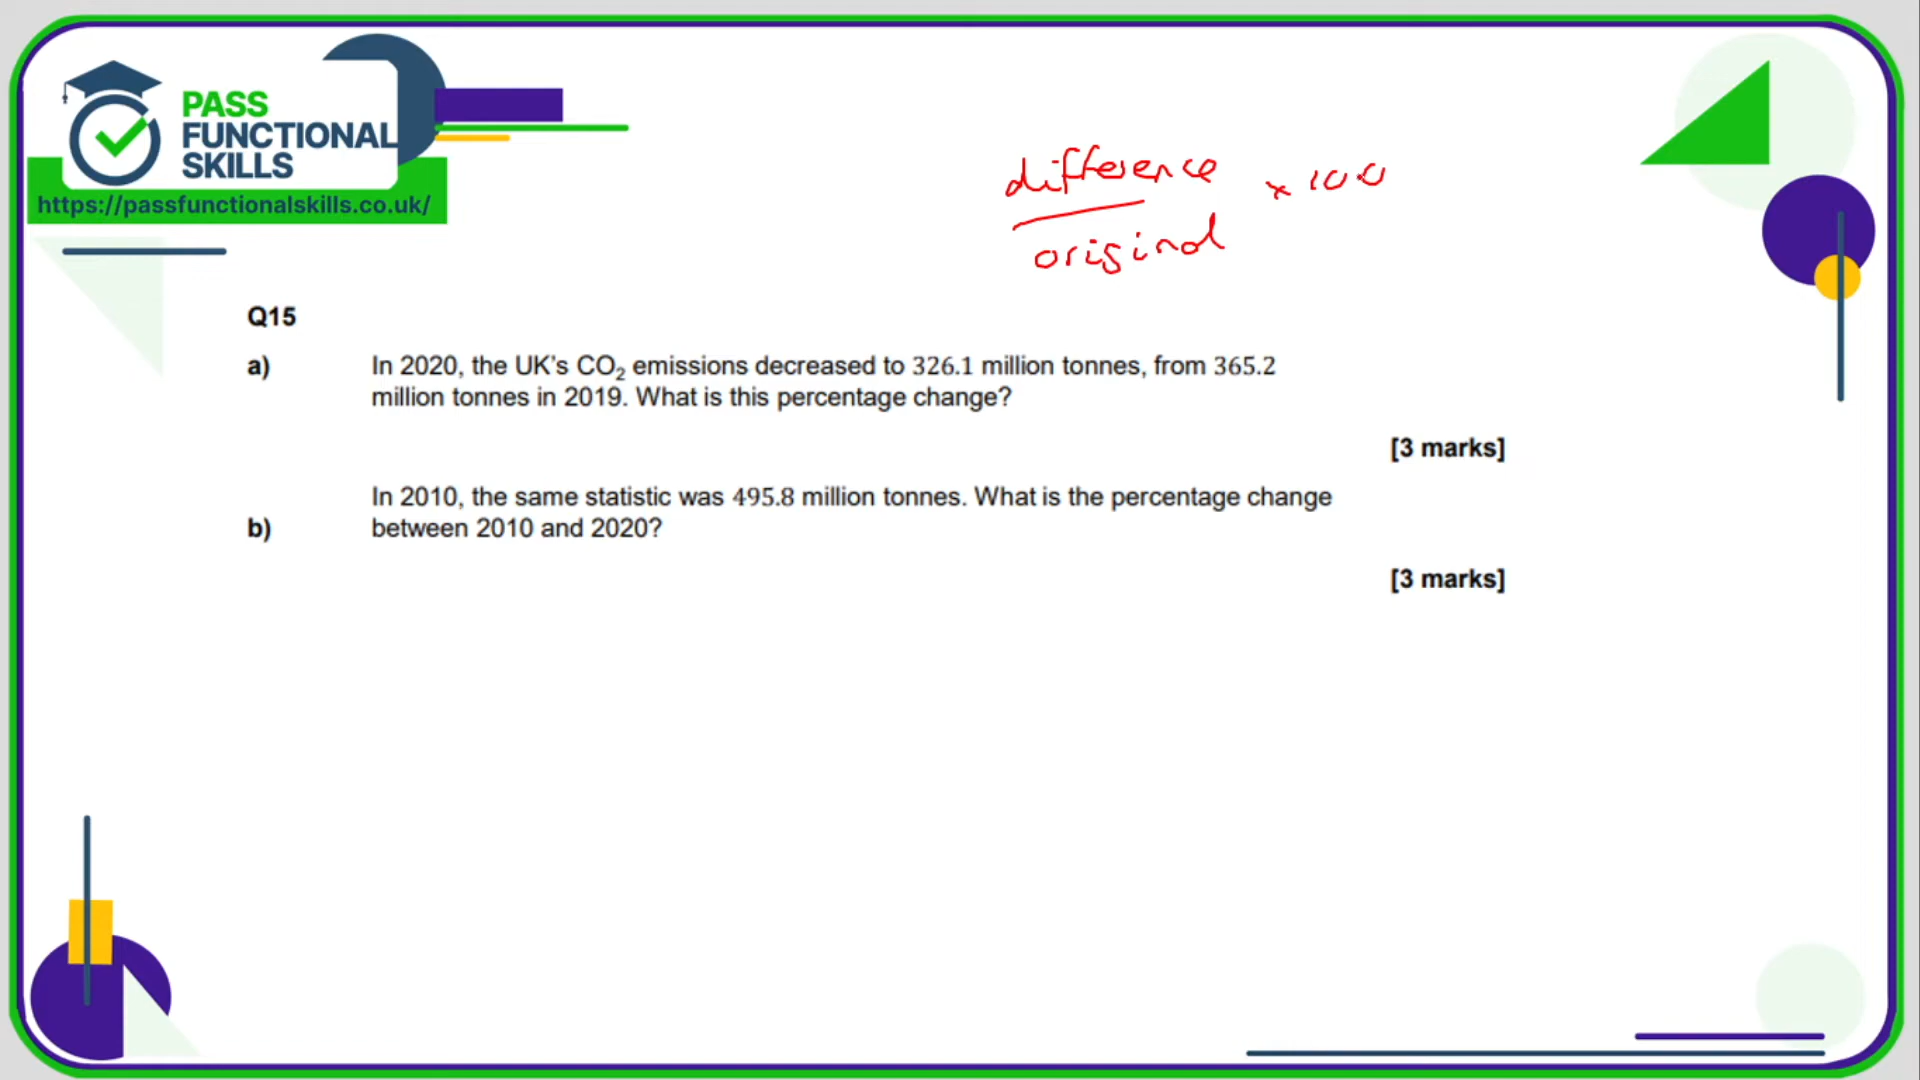 PASS
FUNCTIONAL
SKILLS
https://passfunctionalskills.co.uk/
difference × 100
original
Q15
a) In 2020, the UK's CO₂ emissions decreased to 326.1 million tonnes, from 365.2
million tonnes in 2019. What is this percentage change?
[3 marks]
In 2010, the same statistic was 495.8 million tonnes. What is the percentage change
b) between 2010 and 2020?
[3 marks]